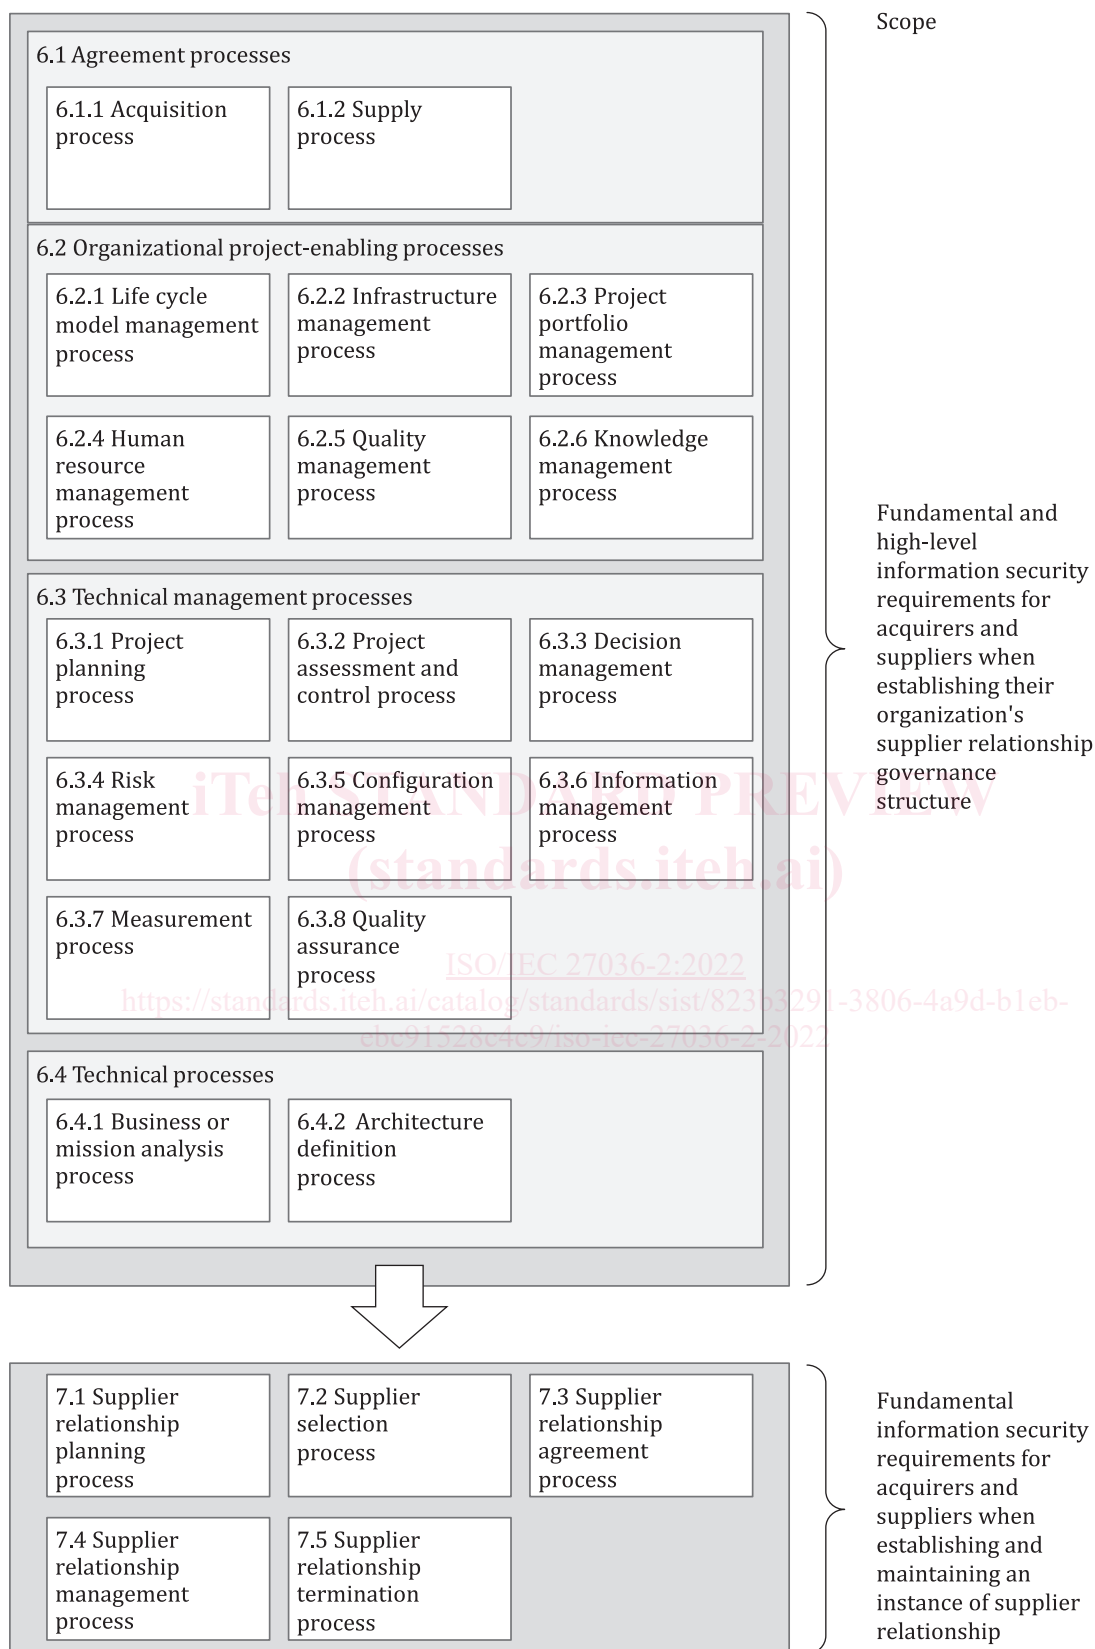 Scope
6.1 Agreement processes
6.1.1 Acquisition
process
6.1.2 Supply
process
6.2 Organizational project-enabling processes
6.2.1 Life cycle
model management
process
6.2.2 Infrastructure
management
process
6.2.3 Project
portfolio
management
process
6.2.4 Human
resource
management
process
6.2.5 Quality
management
process
6.2.6 Knowledge
management
process
6.3 Technical management processes
6.3.1 Project
planning
process
6.3.2 Project
assessment and
control process
6.3.3 Decision
management
process
6.3.4 Risk
management
process
6.3.5 Configuration
management
process
6.3.6 Information
management
process
6.3.7 Measurement
process
6.3.8 Quality
assurance
process
6.4 Technical processes
6.4.1 Business or
mission analysis
process
6.4.2 Architecture
definition
process
Fundamental and
high-level
information security
requirements for
acquirers and
suppliers when
establishing their
organization's
supplier relationship
governance
structure
iTeh STANDARD PREVIEW
(standards.iteh.ai)
ISO/IEC 27036-2:2022
https://standards.iteh.ai/catalog/standards/sist/823b3291-3806-4a9d-b1eb-
ebc91528c4c9/iso-iec-27036-2-2022
7.1 Supplier
relationship
planning
process
7.2 Supplier
selection
process
7.3 Supplier
relationship
agreement
process
7.4 Supplier
relationship
management
process
7.5 Supplier
relationship
termination
process
Fundamental
information security
requirements for
acquirers and
suppliers when
establishing and
maintaining an
instance of supplier
relationship